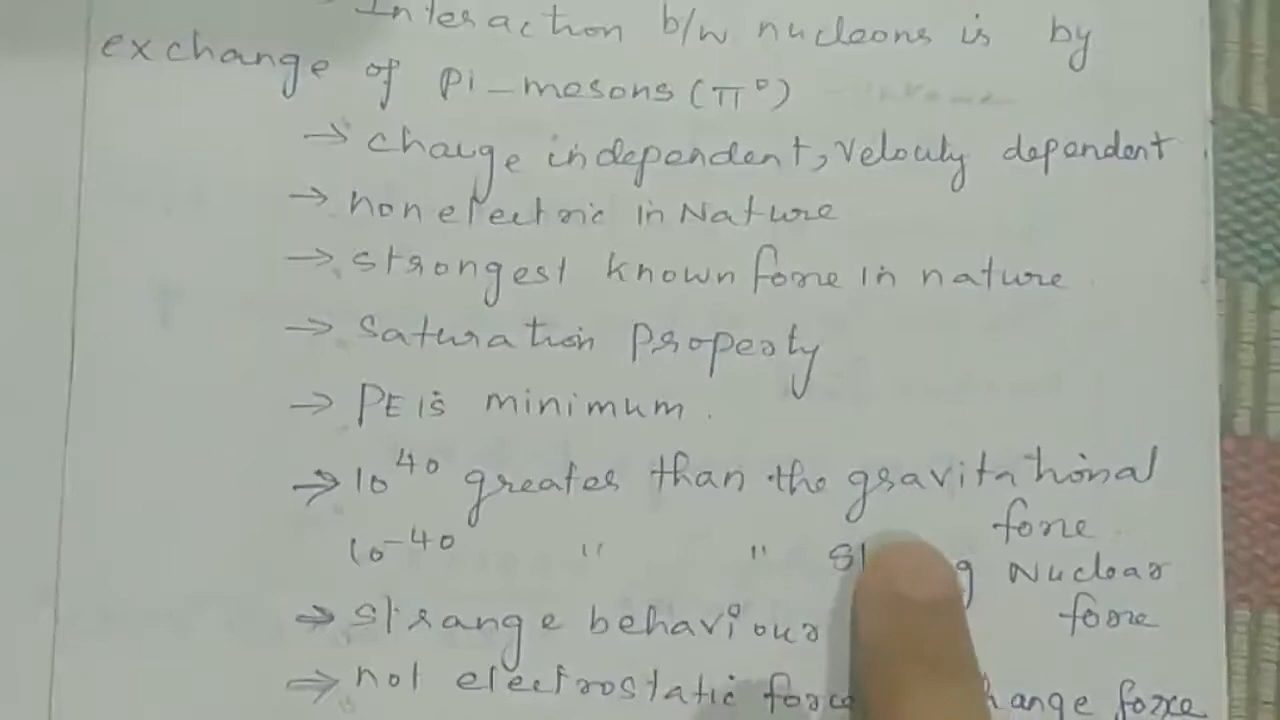 Interaction b/w nucleons is by
exchange of Pi-mesons (π°)
→ charge independent, velocity dependent
→ non electric in Nature
→ strongest known force in nature
→ saturation Property
→ PE is minimum.
→ 10⁴⁰ greater than the gravitational
force.
10⁻⁴⁰ " "
Nuclear
force
→ strange behaviour
→ not electrostatic force
force